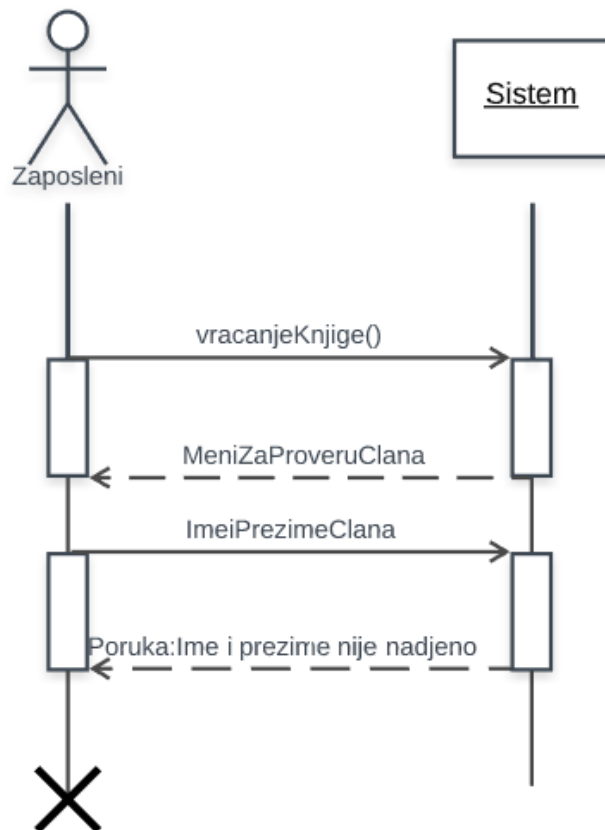 Zaposleni
Sistem
vracanjeKnjige()
MeniZaProveruClana
ImeiPrezimeClana
Poruka:Ime i prezime nije nadjeno